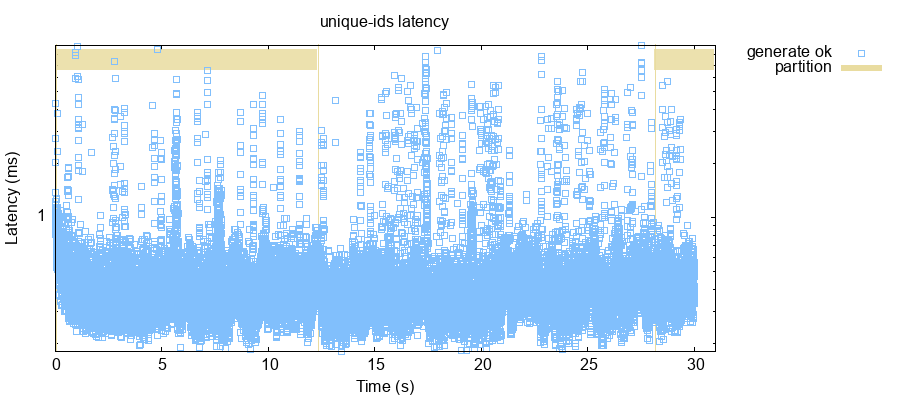 unique-ids latency
generate ok
partition
Latency (ms)
1
0 5 10 15 20 25 30
Time (s)